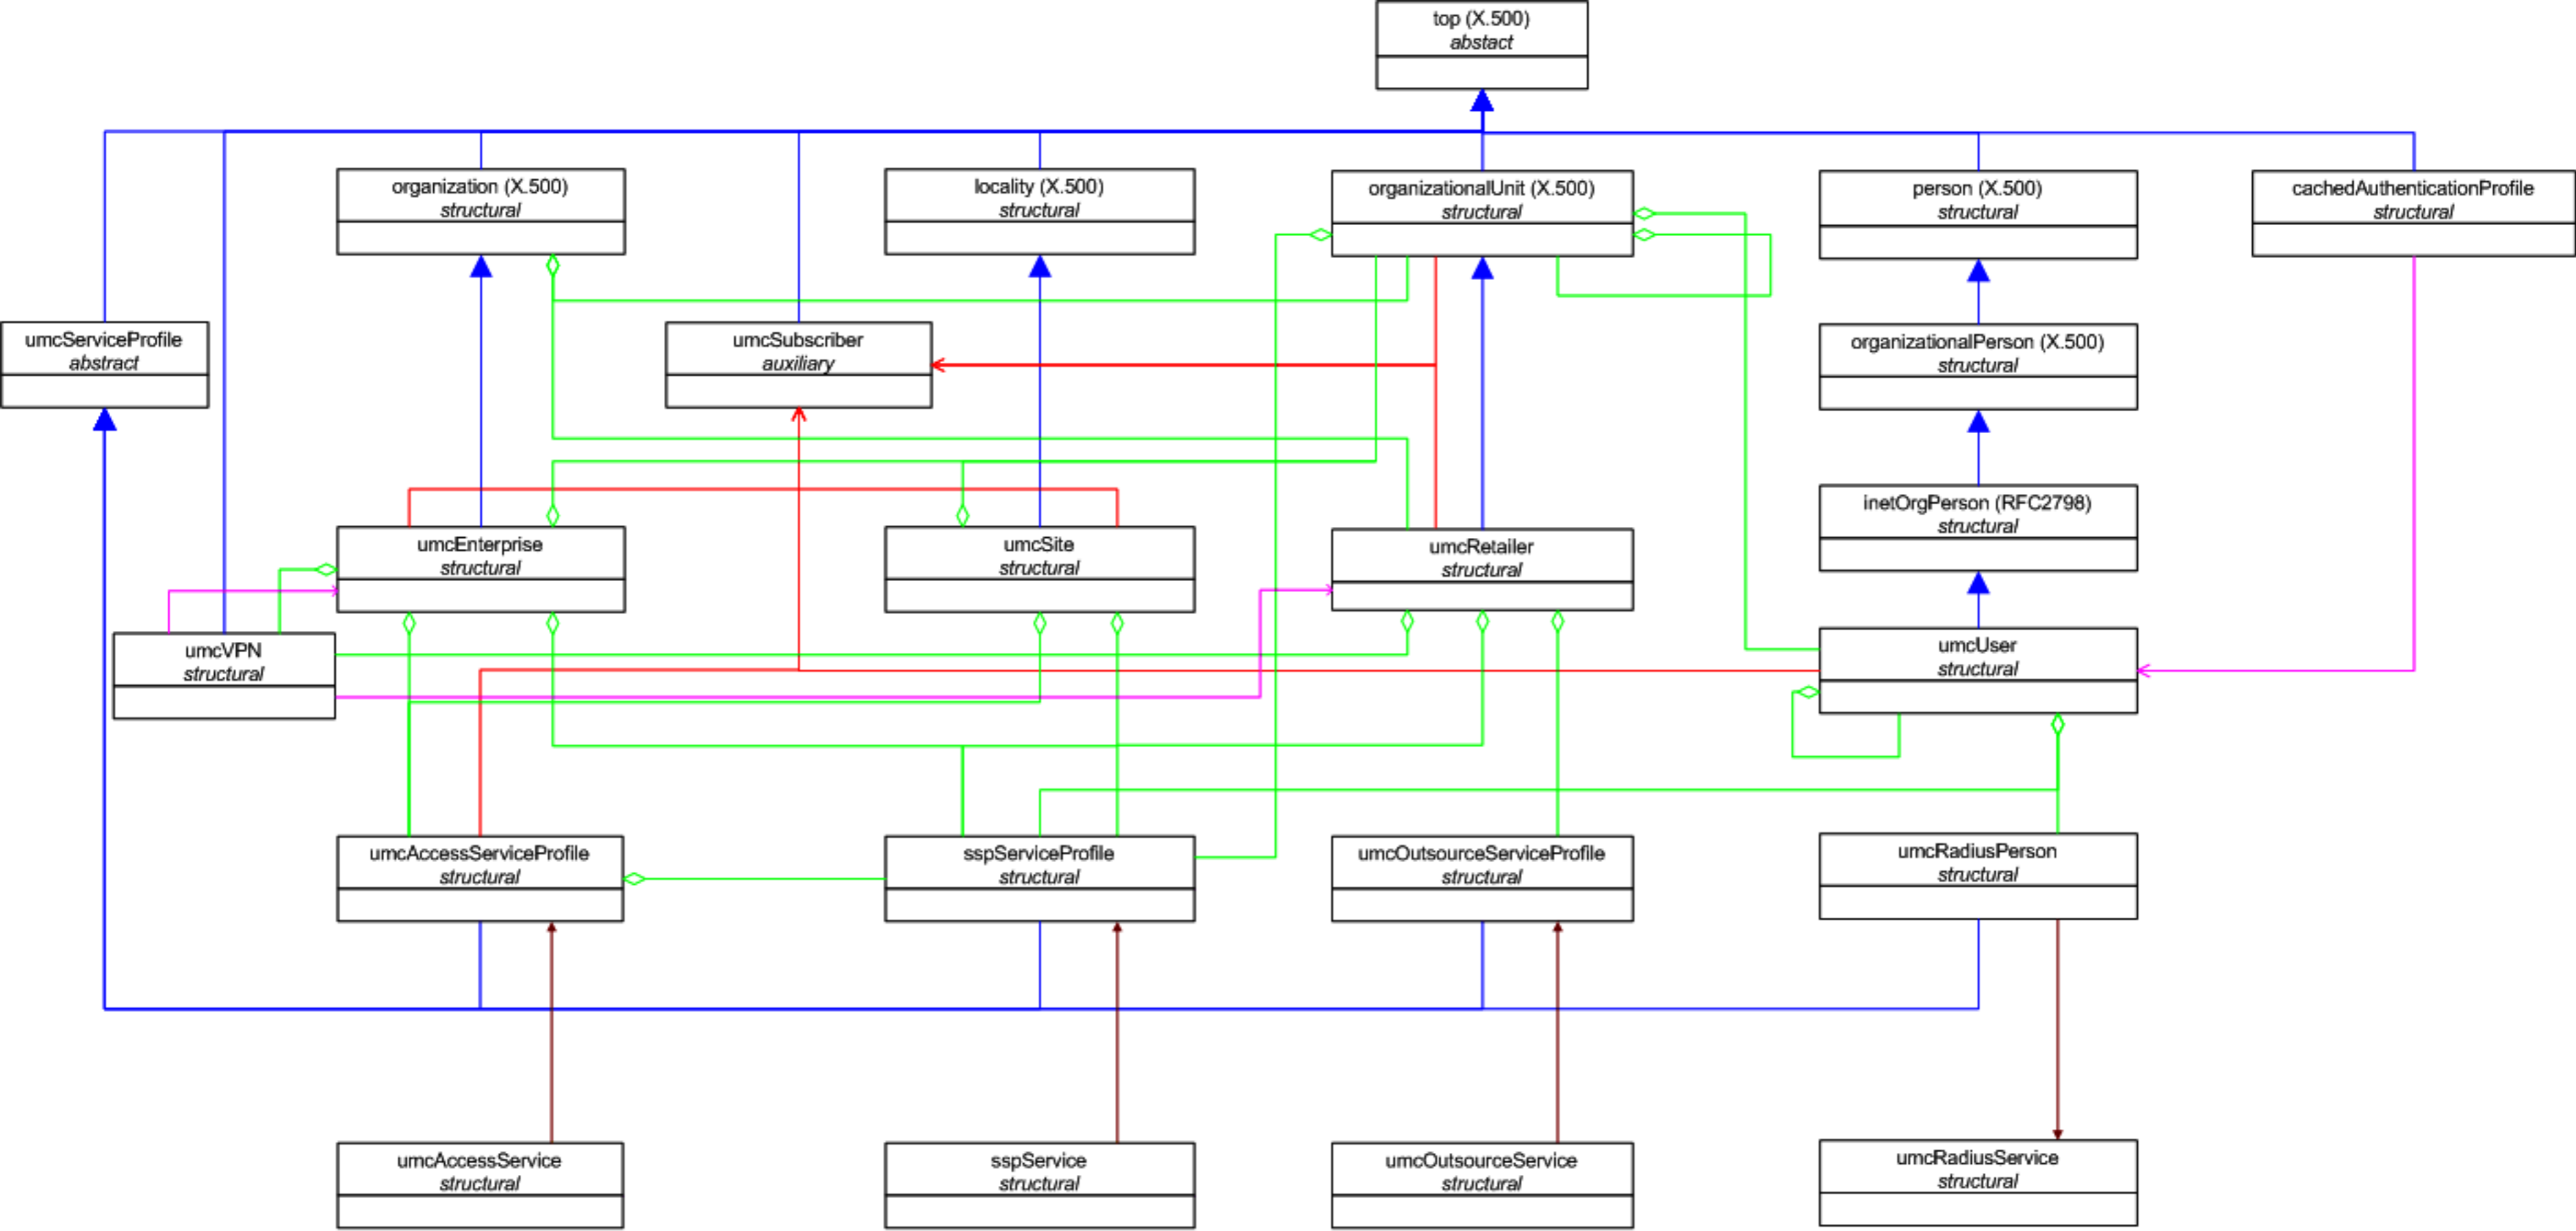 top (X.500)
abstact
organization (X.500)
structural
locality (X.500)
structural
organizationalUnit (X.500)
structural
person (X.500)
structural
cachedAuthenticationProfile
structural
umcServiceProfile
abstract
umcSubscriber
auxiliary
organizationalPerson (X.500)
structural
inetOrgPerson (RFC2798)
structural
umcEnterprise
structural
umcSite
structural
umcRetailer
structural
umcVPN
structural
umcUser
structural
umcAccessServiceProfile
structural
sspServiceProfile
structural
umcOutsourceServiceProfile
structural
umcRadiusPerson
structural
umcAccessService
structural
sspService
structural
umcOutsourceService
structural
umcRadiusService
structural